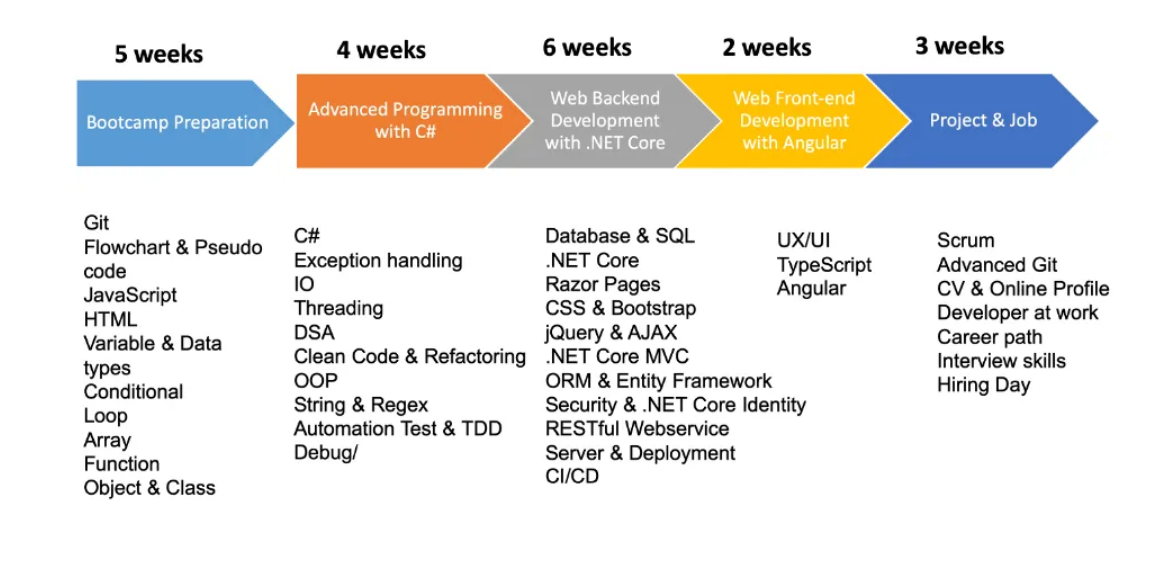 5 weeks
4 weeks
6 weeks
2 weeks
3 weeks
Bootcamp Preparation
Advanced Programming
with C#
Web Backend
Development
with .NET Core
Web Front-end
Development
with Angular
Project & Job
Git
Flowchart & Pseudo
code
JavaScript
HTML
Variable & Data
types
Conditional
Loop
Array
Function
Object & Class
C#
Exception handling
IO
Threading
DSA
Clean Code & Refactoring
OOP
String & Regex
Automation Test & TDD
Debug/
Database & SQL
.NET Core
Razor Pages
CSS & Bootstrap
jQuery & AJAX
.NET Core MVC
ORM & Entity Framework
Security & .NET Core Identity
RESTful Webservice
Server & Deployment
CI/CD
UX/UI
TypeScript
Angular
Scrum
Advanced Git
CV & Online Profile
Developer at work
Career path
Interview skills
Hiring Day